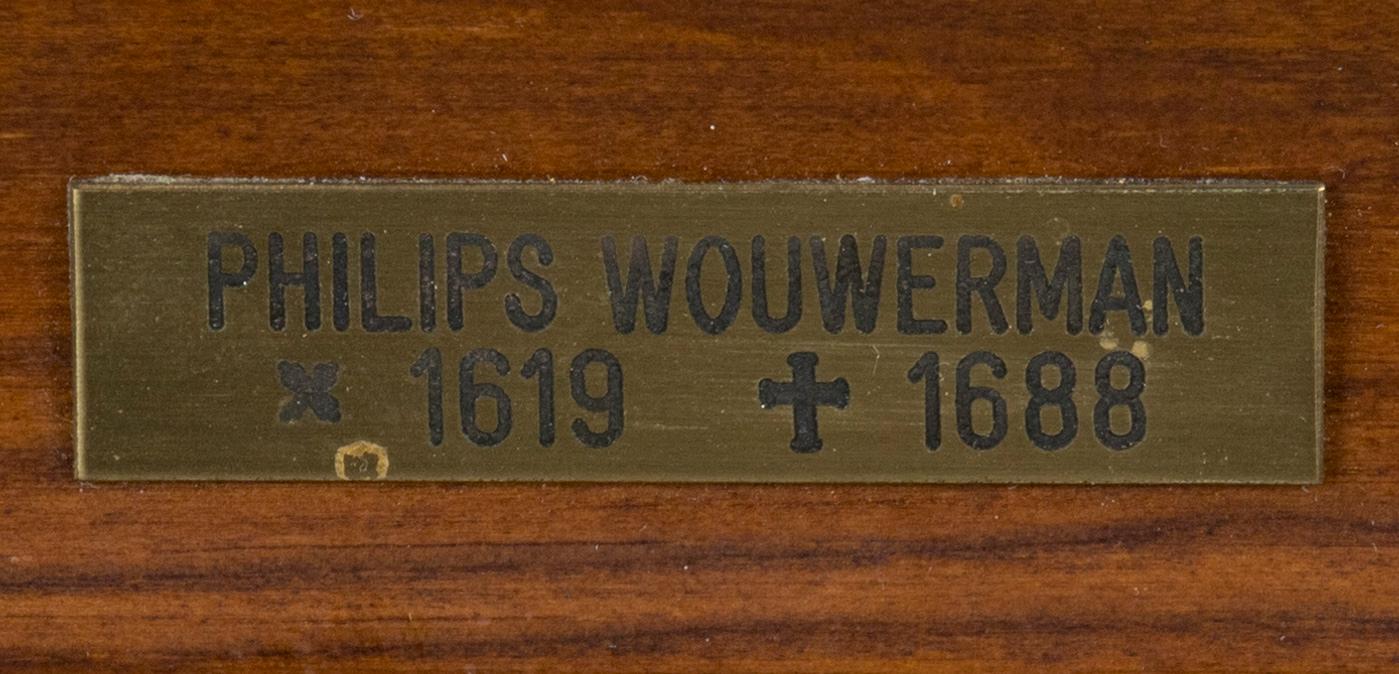 PHILIPS WOUWERMAN
× 1619 ✝ 1688